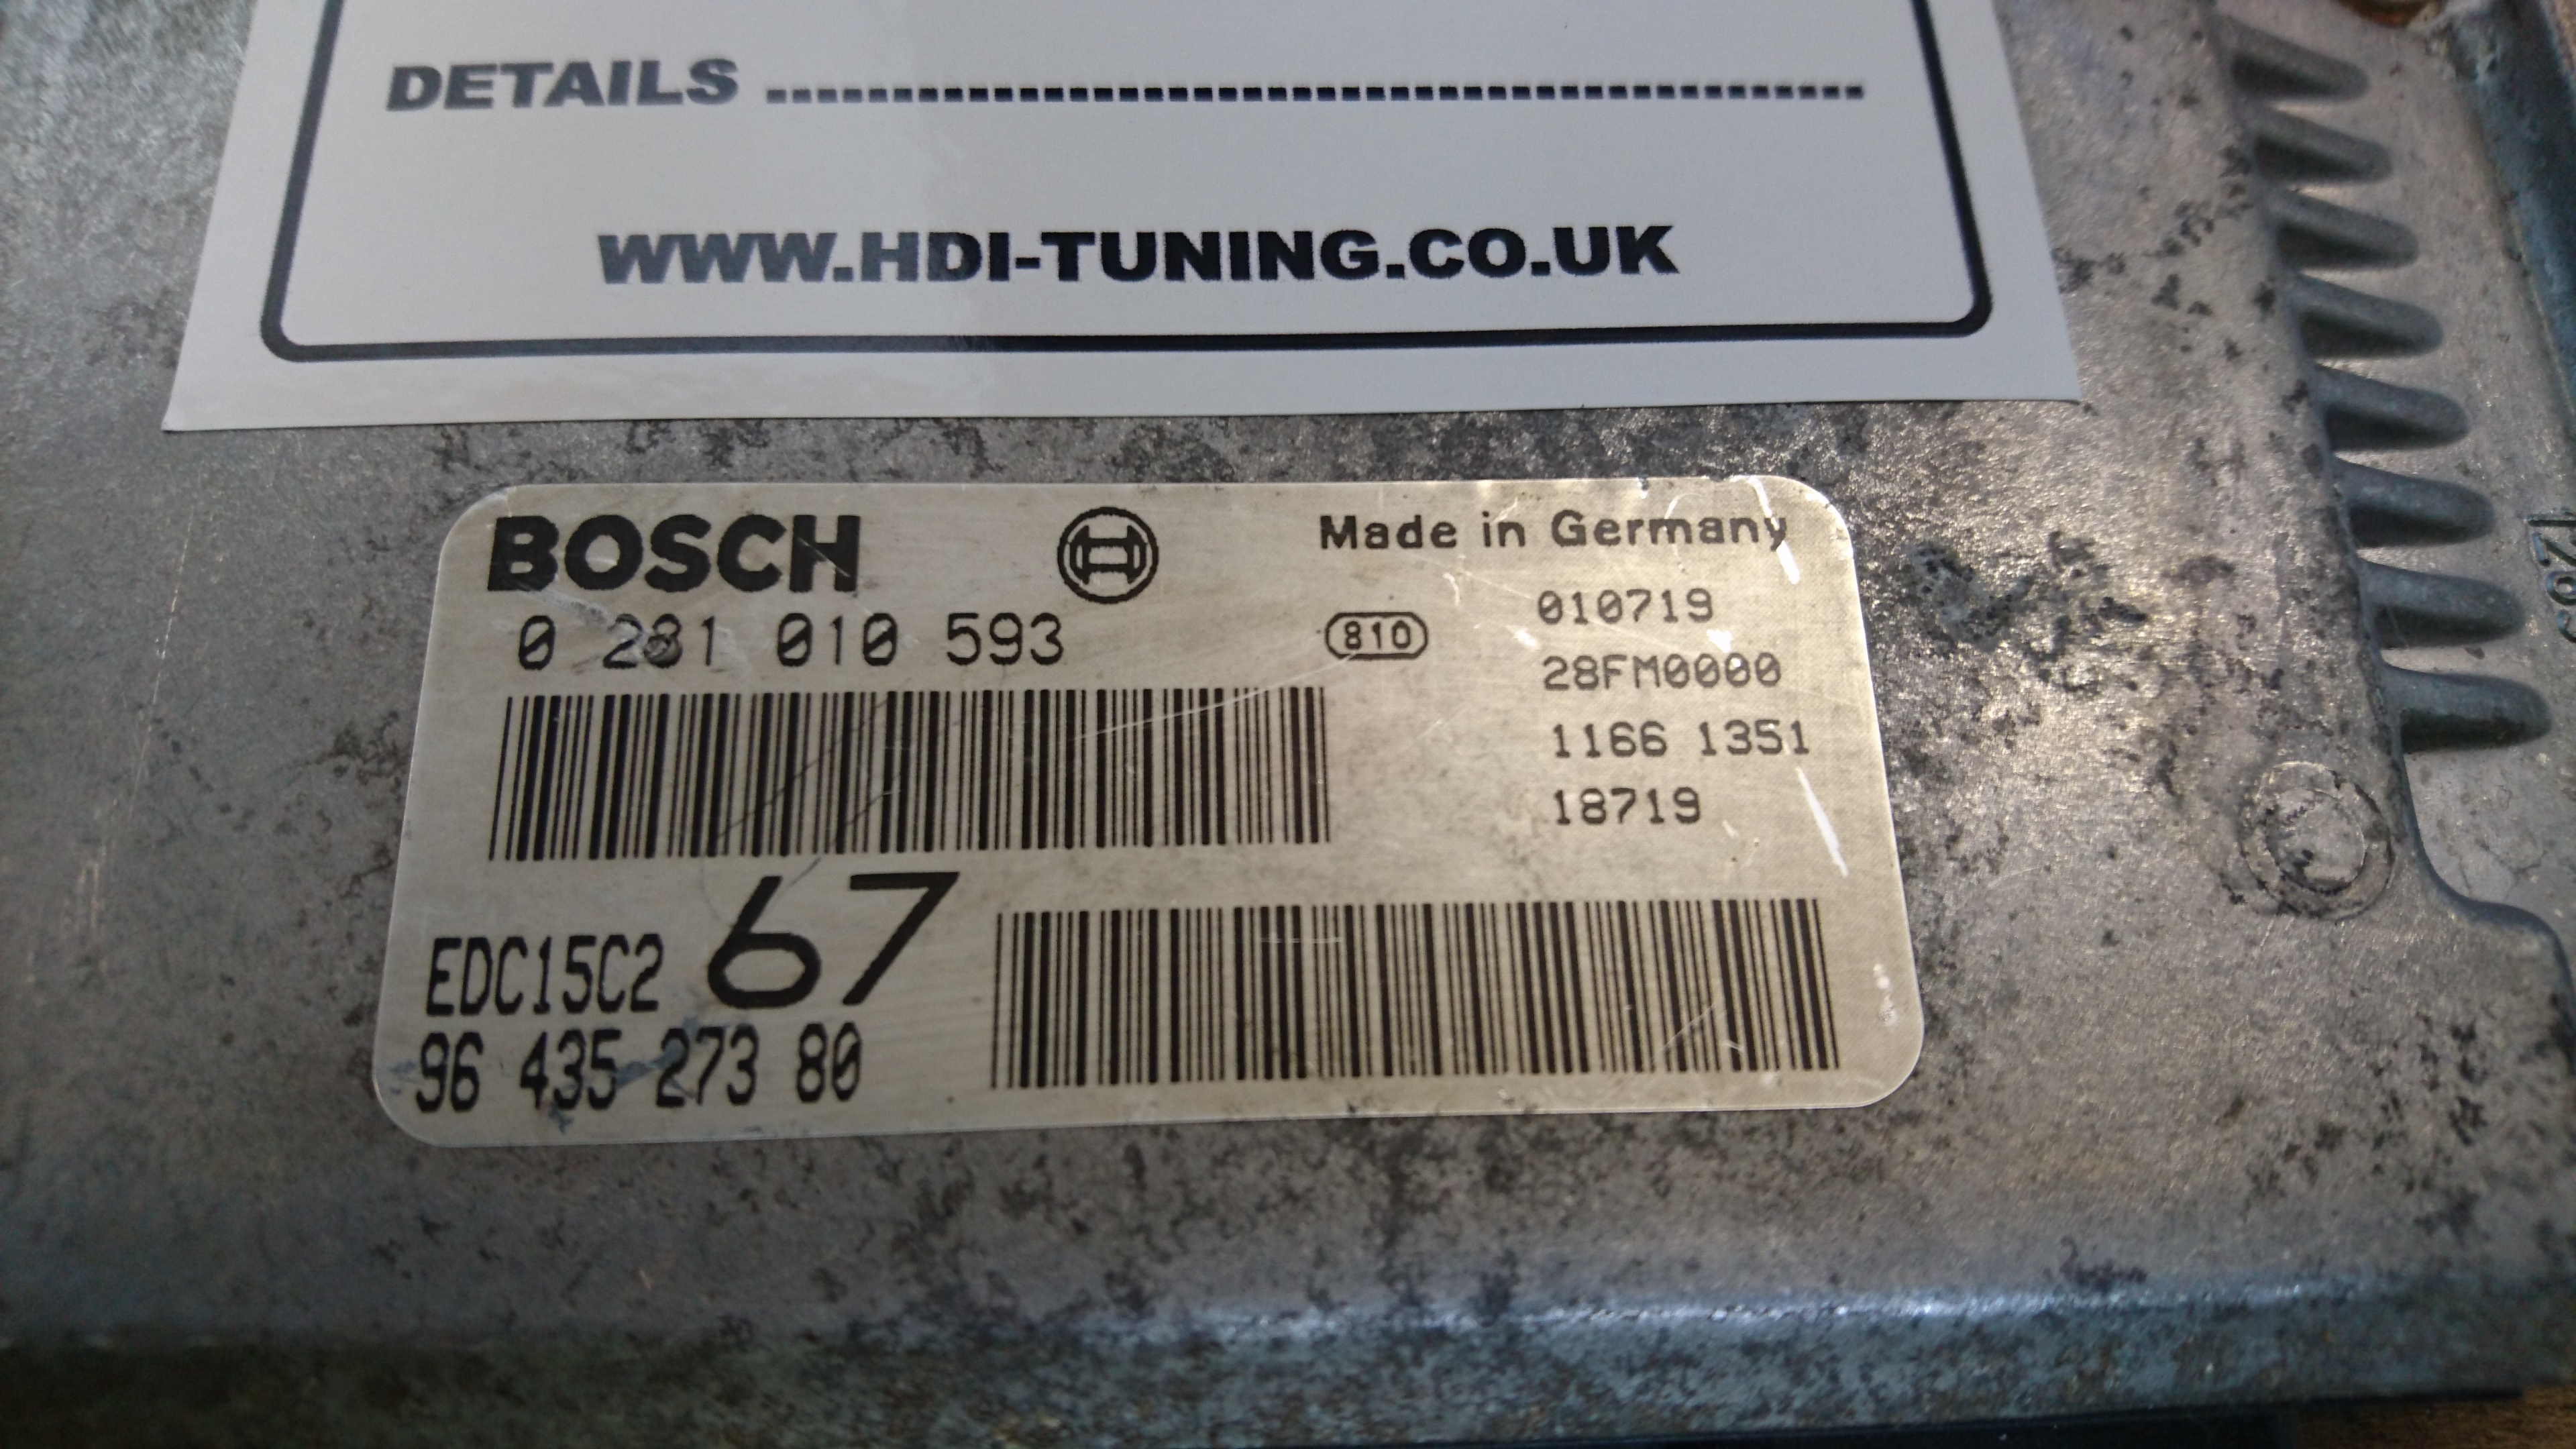 DETAILS ............................................................
WWW.HDI-TUNING.CO.UK
BOSCH
Made in Germany
0 281 010 593
810
010719
28FM0000
1166 1351
18719
EDC15C2
67
96 435 273 80